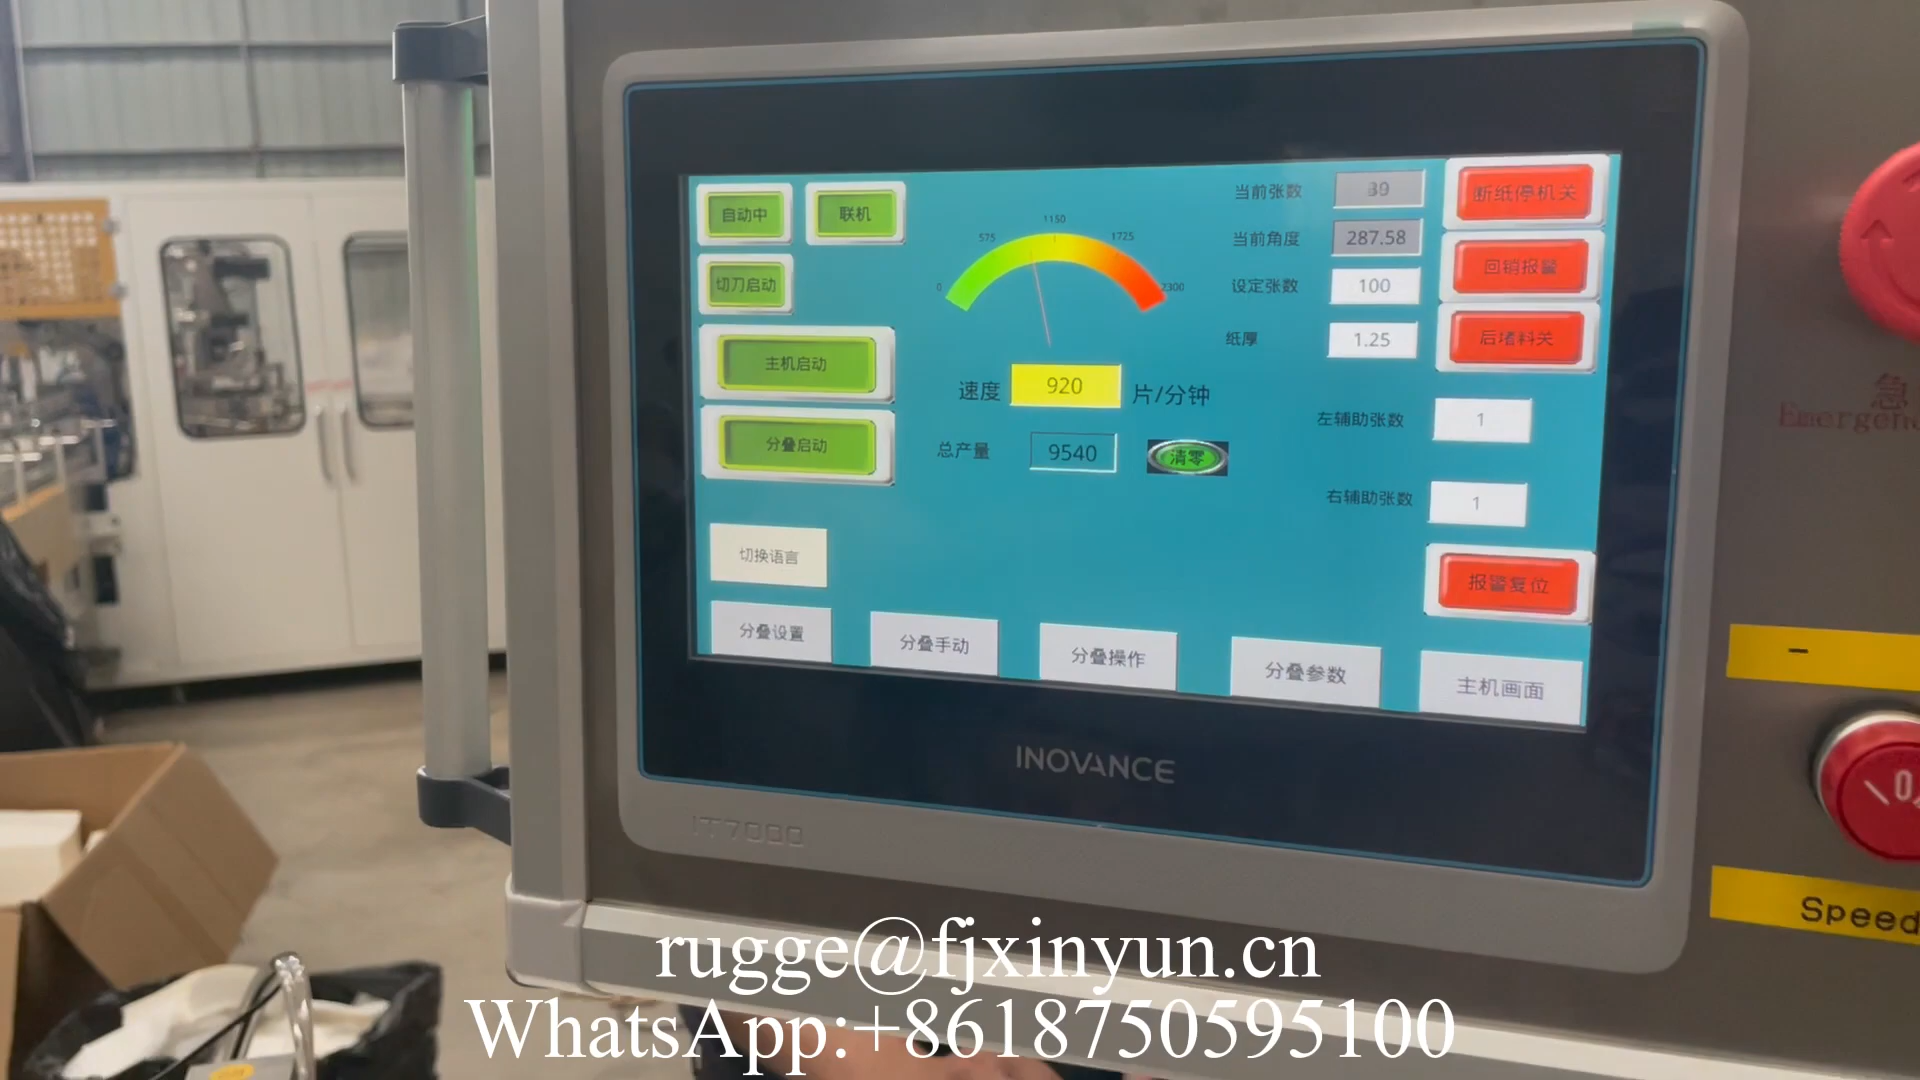 自动中
联机
切刀启动
主机启动
分叠启动
切换语言
0
575
1150
1725
2300
速度 920 片/分钟
总产量 9540 清零
当前张数 89
当前角度 287.58
设定张数 100
纸厚 1.25
左辅助张数 1
右辅助张数 1
断纸停机关
回销报警
后堵料关
报警复位
分叠设置
分叠手动
分叠操作
分叠参数
主机画面
INOVANCE
IT7000
急
-
Speed
rugge@fjxinyun.cn
WhatsApp:+8618750595100